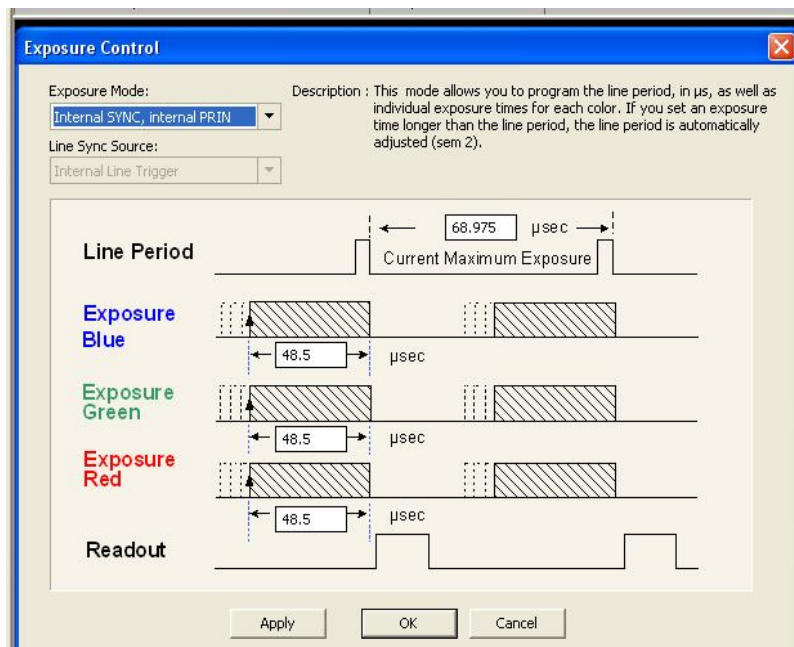 Exposure Control
Exposure Mode:
Internal SYNC, internal PRIN
Line Sync Source:
Internal Line Trigger
Description : This mode allows you to program the line period, in µs, as well as
individual exposure times for each color. If you set an exposure
time longer than the line period, the line period is automatically
adjusted (sem 2).
Line Period
68.975 µsec
Current Maximum Exposure
Exposure
Blue
48.5 µsec
Exposure
Green
48.5 µsec
Exposure
Red
48.5 µsec
Readout
Apply OK Cancel